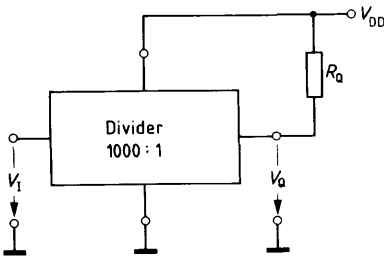 V_DD
R_Q
Divider
1000 : 1
V_I
V_Q